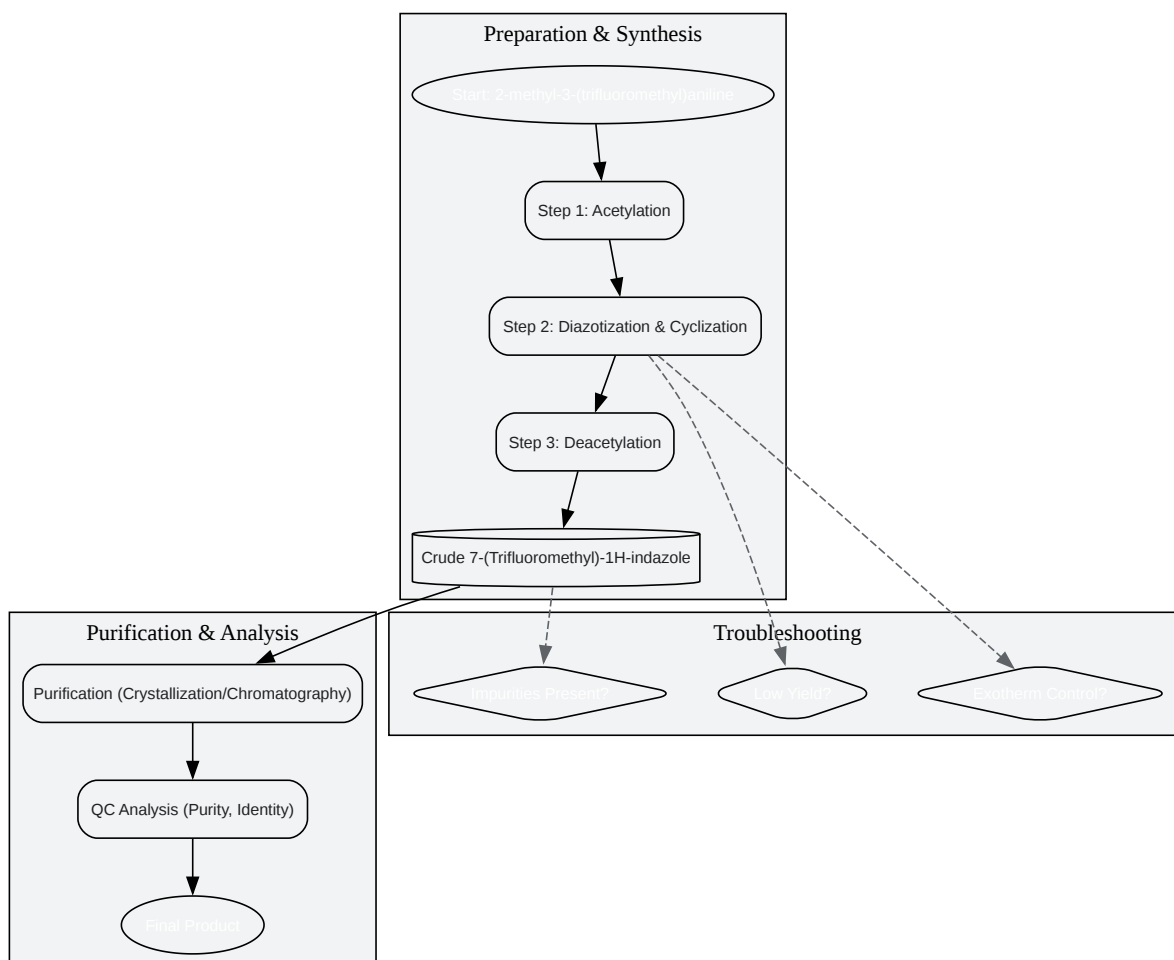 Preparation & Synthesis
Start: 2-methyl-3-(trifluoromethyl)aniline
Step 1: Acetylation
Step 2: Diazotization & Cyclization
Step 3: Deacetylation
Crude 7-(Trifluoromethyl)-1H-indazole
Purification & Analysis
Purification (Crystallization/Chromatography)
QC Analysis (Purity, Identity)
Final Product
Troubleshooting
Impurities Present?
Low Yield?
Exotherm Control?